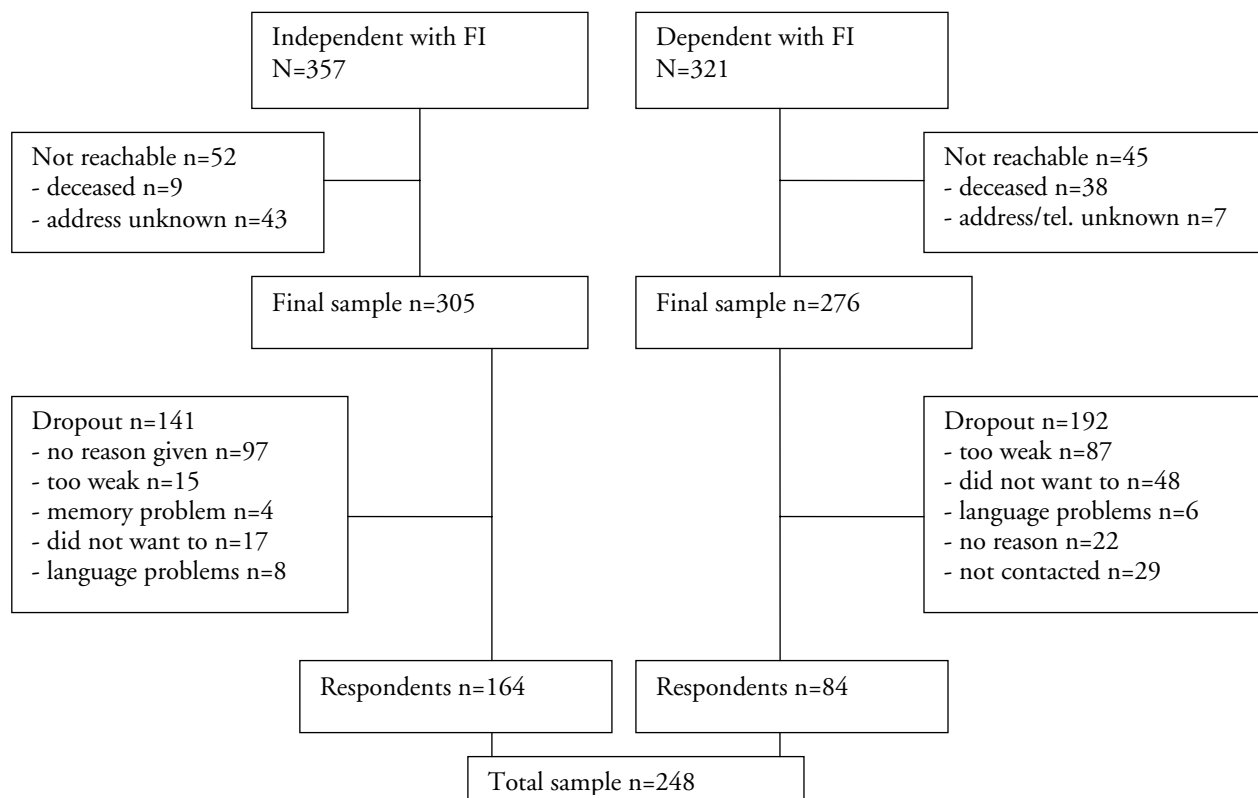 Independent with FI
N=357
Dependent with FI
N=321
Not reachable n=52
- deceased n=9
- address unknown n=43
Not reachable n=45
- deceased n=38
- address/tel. unknown n=7
Final sample n=305
Final sample n=276
Dropout n=141
- no reason given n=97
- too weak n=15
- memory problem n=4
- did not want to n=17
- language problems n=8
Dropout n=192
- too weak n=87
- did not want to n=48
- language problems n=6
- no reason n=22
- not contacted n=29
Respondents n=164
Respondents n=84
Total sample n=248